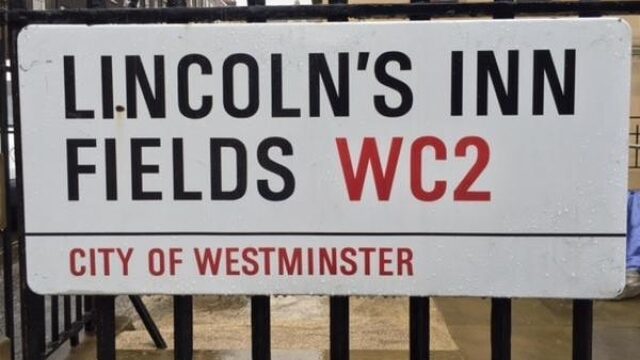 LINCOLN'S INN
FIELDS WC2
CITY OF WESTMINSTER